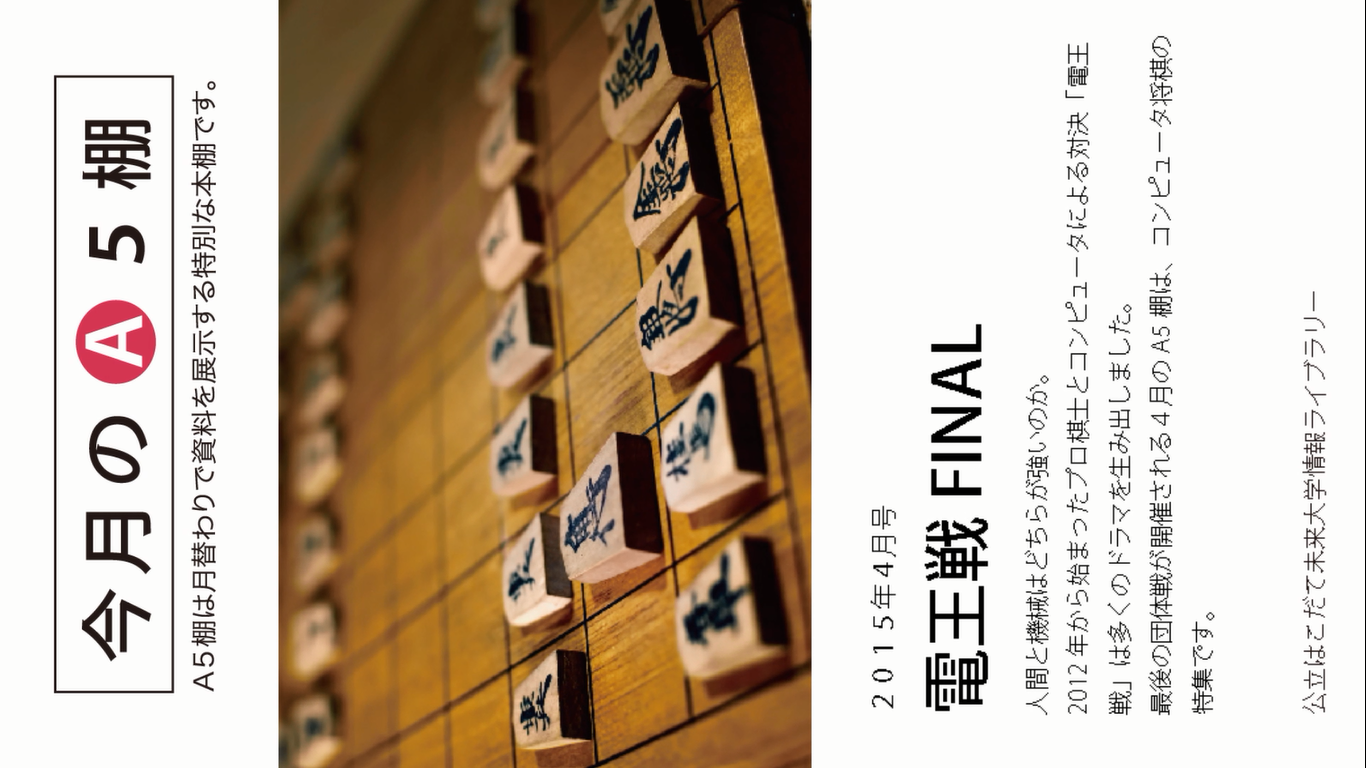 今月の A 5 棚
A5棚は月替わりで資料を展示する特別な本棚です。
2015年4月号
電王戦 FINAL
人間と機械はどちらが強いのか。
2012年から始まったプロ棋士とコンピュータによる対決「電王
戦」は多くのドラマを生み出しました。
最後の団体戦が開催される4月のA5棚は、コンピュータ将棋の
特集です。
公立はこだて未来大学情報ライブラリー